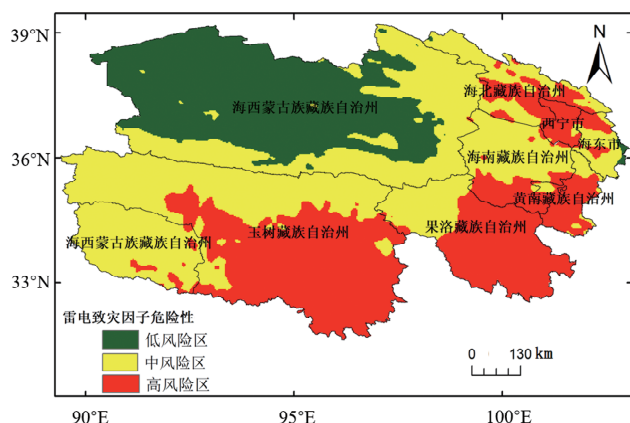 39°N
36°N
33°N
N
海北藏族自治州
海西蒙古族藏族自治州
西宁市
海东市
海南藏族自治州
黄南藏族自治州
果洛藏族自治州
玉树藏族自治州
海西蒙古族藏族自治州
雷电致灾因子危险性
低风险区
中风险区
高风险区
0 130 km
90°E 95°E 100°E